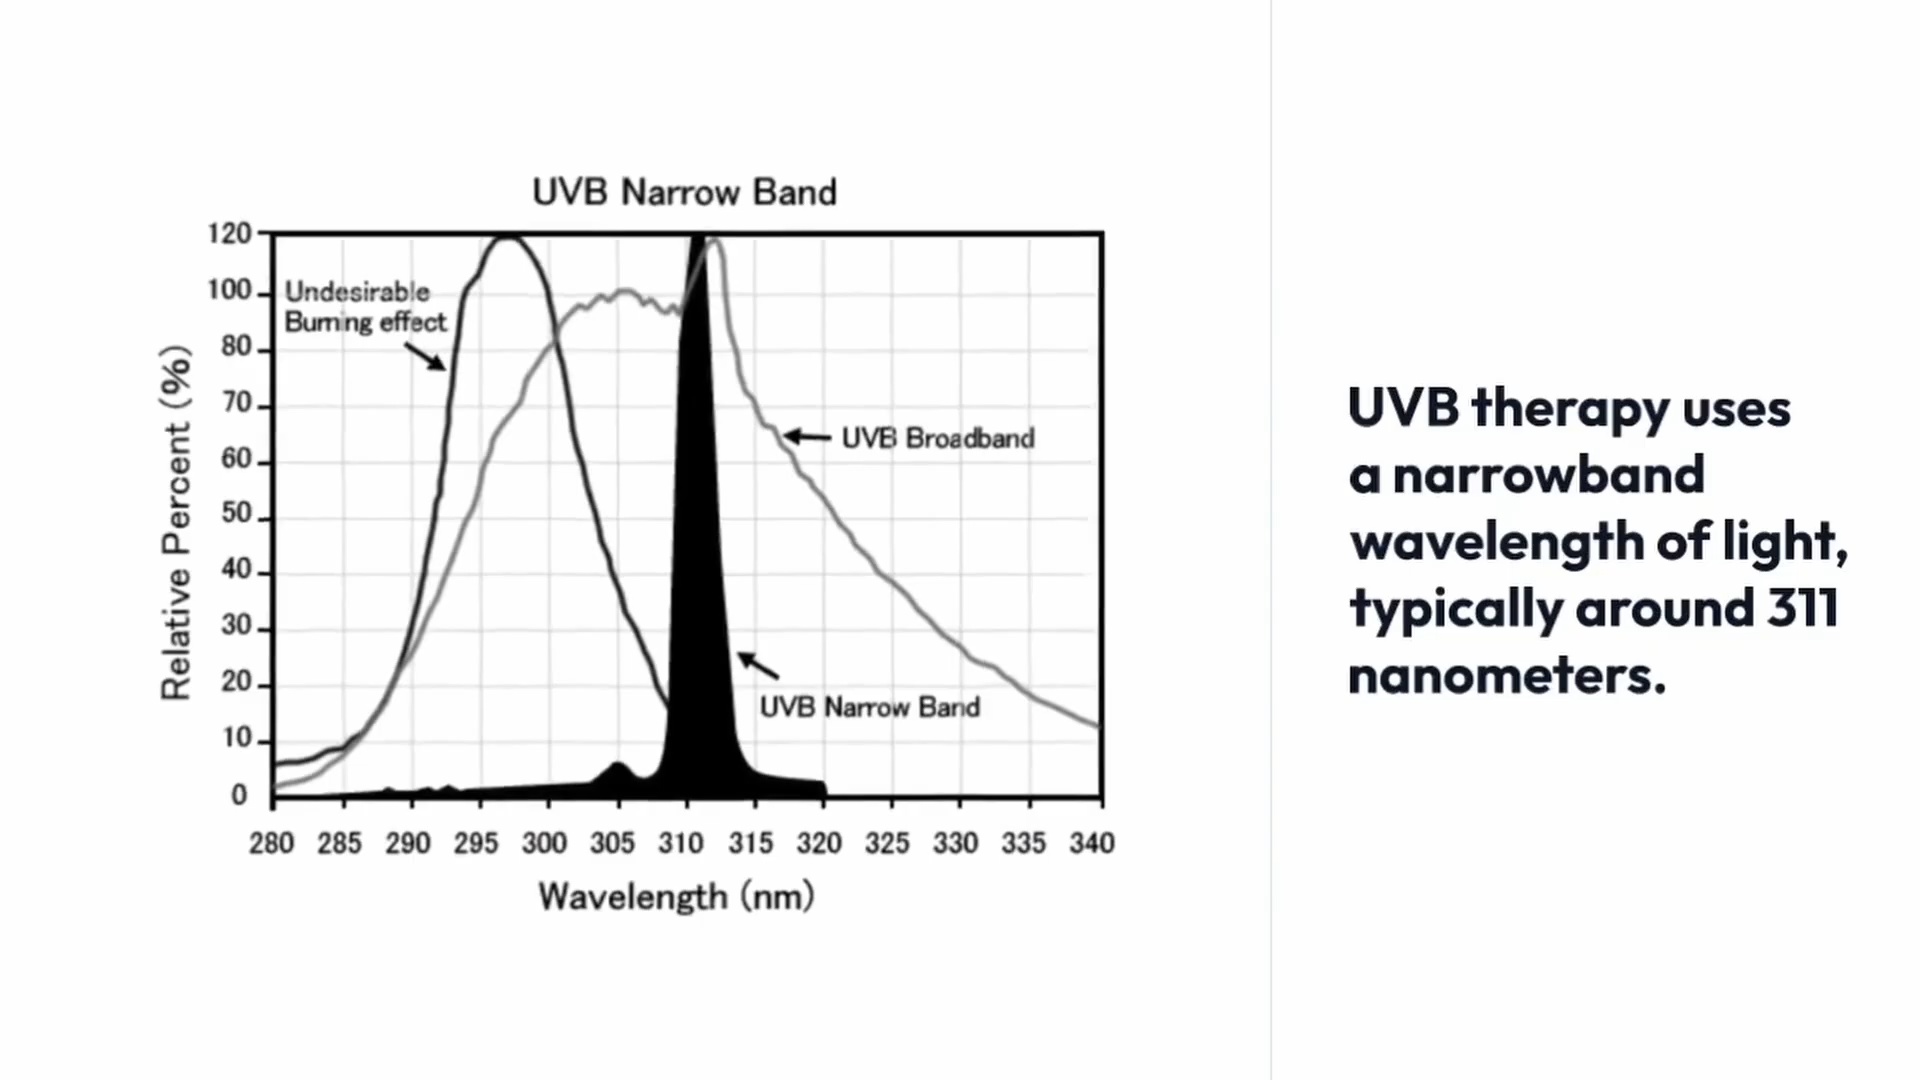 UVB Narrow Band
120
100
80
70
60
50
40
30
20
10
0
Relative Percent (%)
Undesirable
Burning effect
UVB Broadband
UVB Narrow Band
280 285 290 295 300 305 310 315 320 325 330 335 340
Wavelength (nm)
UVB therapy uses
a narrowband
wavelength of light,
typically around 311
nanometers.